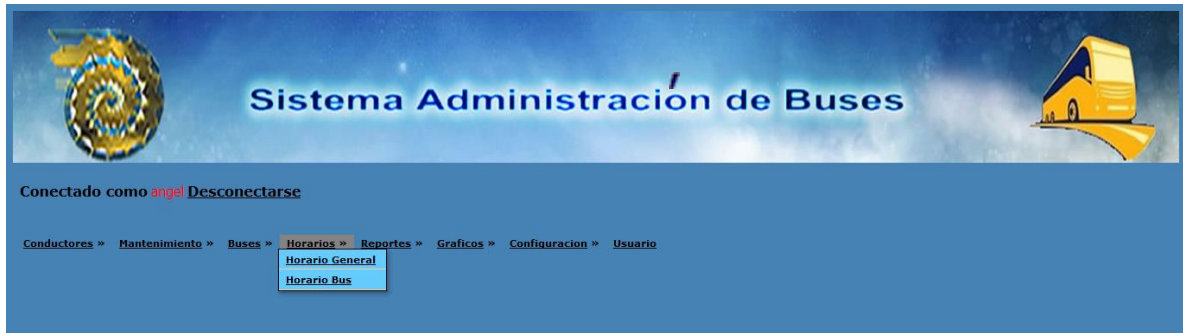 Sistema Administración de Buses
Conectado como angel Desconectarse
Conductores » Mantenimiento » Buses » Horarios » Reportes » Graficos » Configuracion » Usuario
Horario General
Horario Bus